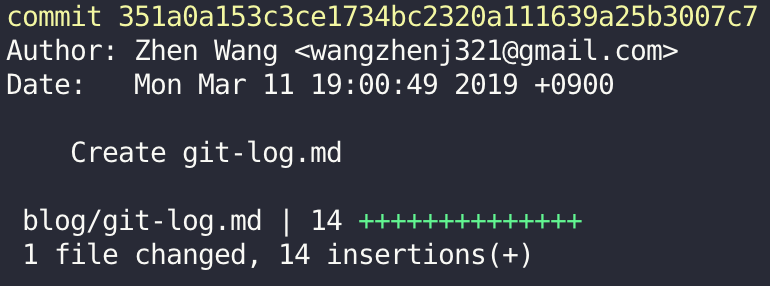 commit 351a0a153c3ce1734bc2320a111639a25b3007c7
Author: Zhen Wang <wangzhenj321@gmail.com>
Date:   Mon Mar 11 19:00:49 2019 +0900
Create git-log.md
blog/git-log.md | 14 ++++++++++++++
1 file changed, 14 insertions(+)